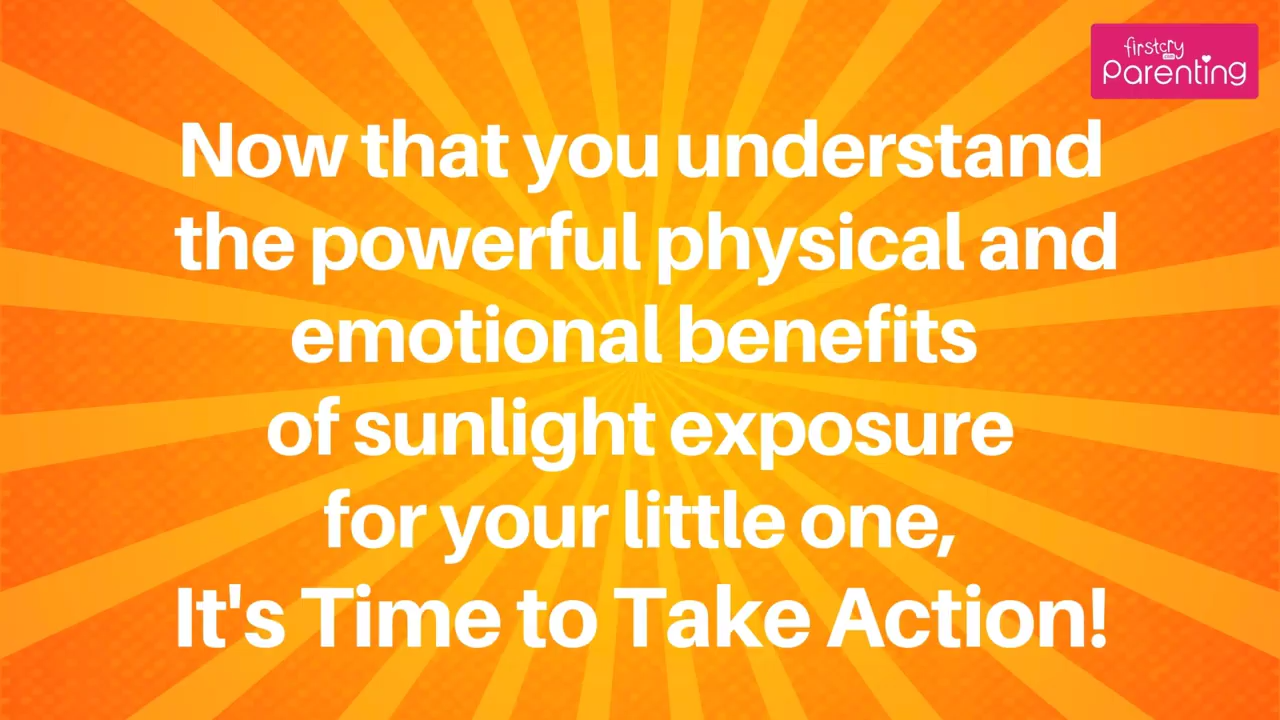 firstcry
.com
Parenting
Now that you understand
the powerful physical and
emotional benefits
of sunlight exposure
for your little one,
It's Time to Take Action!